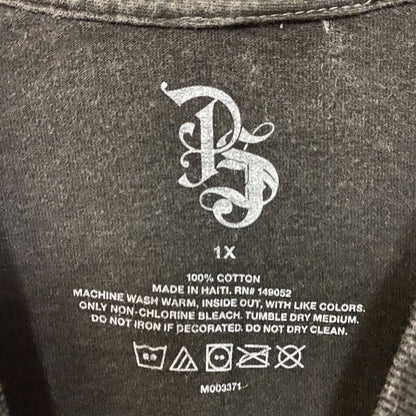 PS
1X
100% COTTON
MADE IN HAITI. RN# 149052
MACHINE WASH WARM, INSIDE OUT, WITH LIKE COLORS.
ONLY NON-CHLORINE BLEACH. TUMBLE DRY MEDIUM.
DO NOT IRON IF DECORATED. DO NOT DRY CLEAN.
M003371